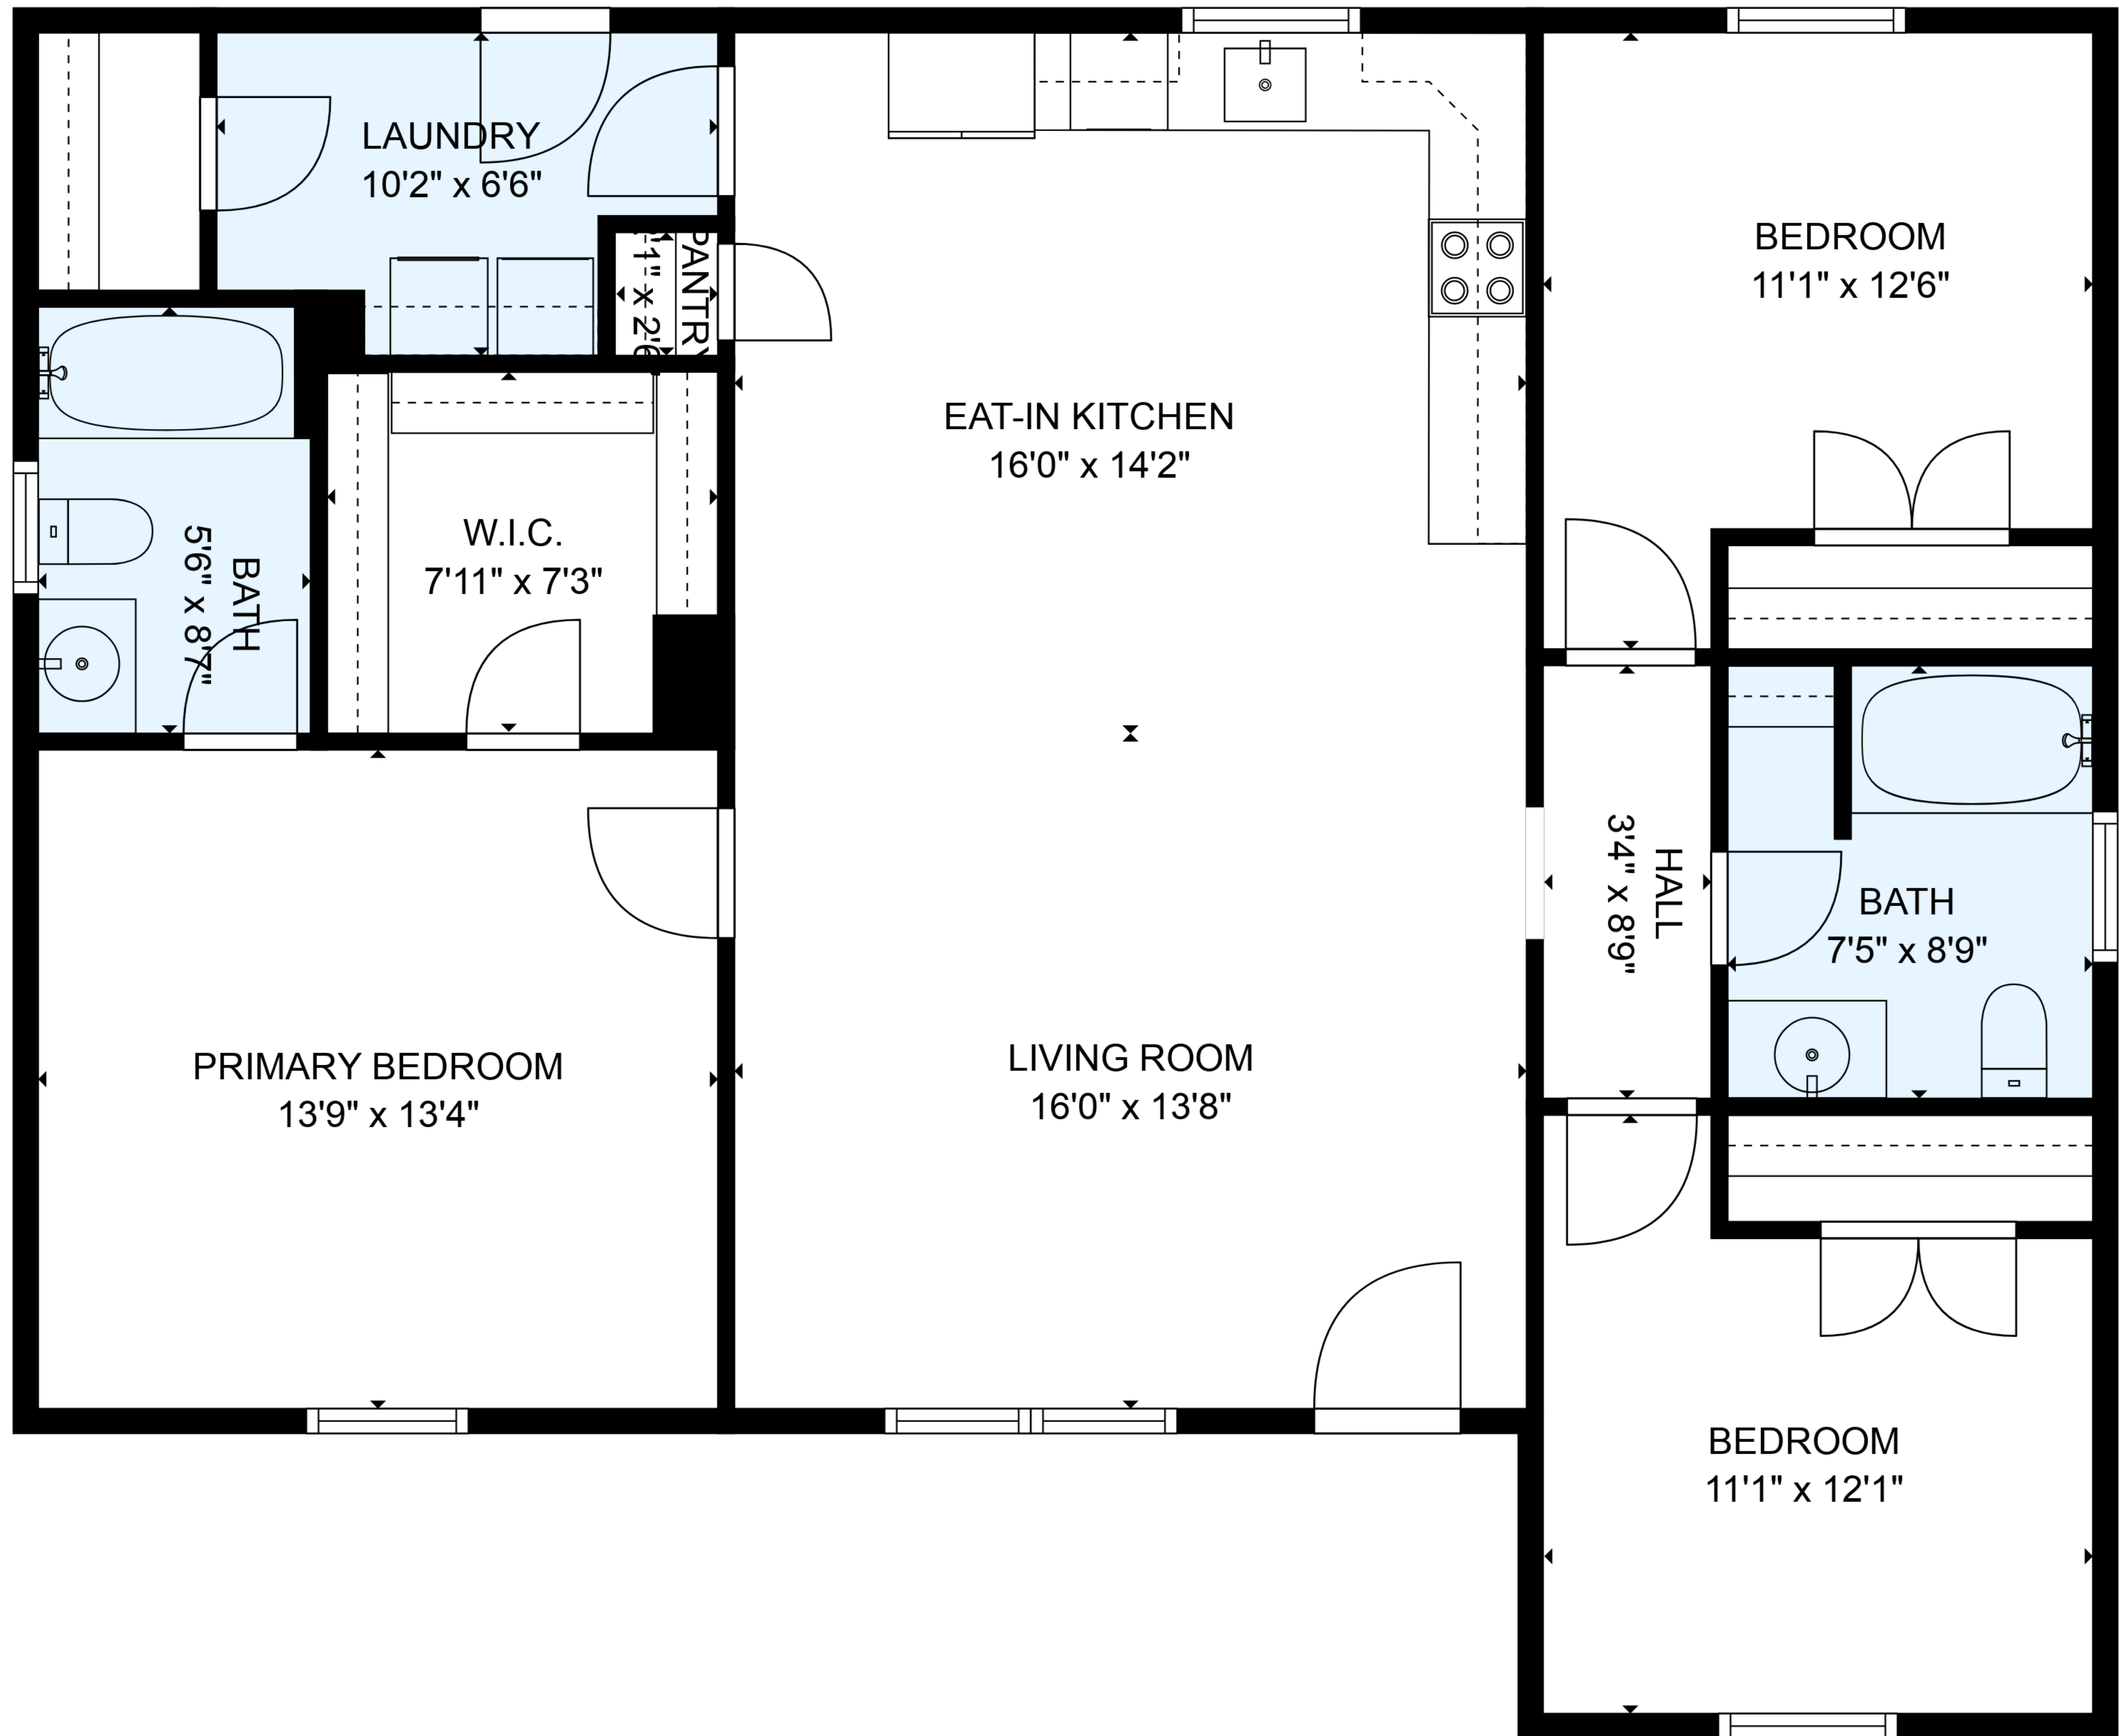 LAUNDRY
10'2" x 6'6"
PANTRY
BEDROOM
11'1" x 12'6"
EAT-IN KITCHEN
16'0" x 14'2"
W.I.C.
7'11" x 7'3"
BATH
5'6" x 8'7"
HALL
3'4" x 8'9"
BATH
7'5" x 8'9"
PRIMARY BEDROOM
13'9" x 13'4"
LIVING ROOM
16'0" x 13'8"
BEDROOM
11'1" x 12'1"